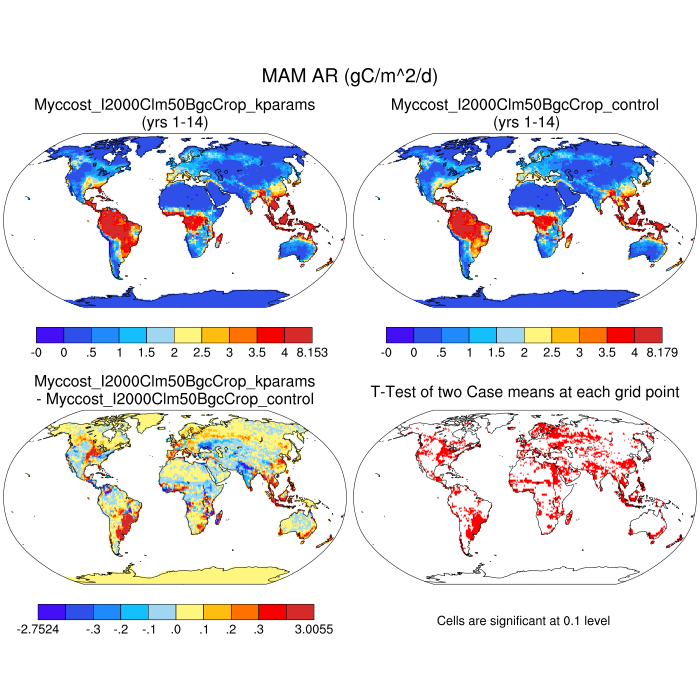 MAM AR (gC/m^2/d)
Myccost_I2000Clm50BgcCrop_kparams
(yrs 1-14)
Myccost_I2000Clm50BgcCrop_control
(yrs 1-14)
-0 0 .5 1 1.5 2 2.5 3 3.5 4 8.153
-0 0 .5 1 1.5 2 2.5 3 3.5 4 8.179
Myccost_I2000Clm50BgcCrop_kparams
- Myccost_I2000Clm50BgcCrop_control
T-Test of two Case means at each grid point
-2.7524 -.3 -.2 -.1 .0 .1 .2 .3 3.0055
Cells are significant at 0.1 level